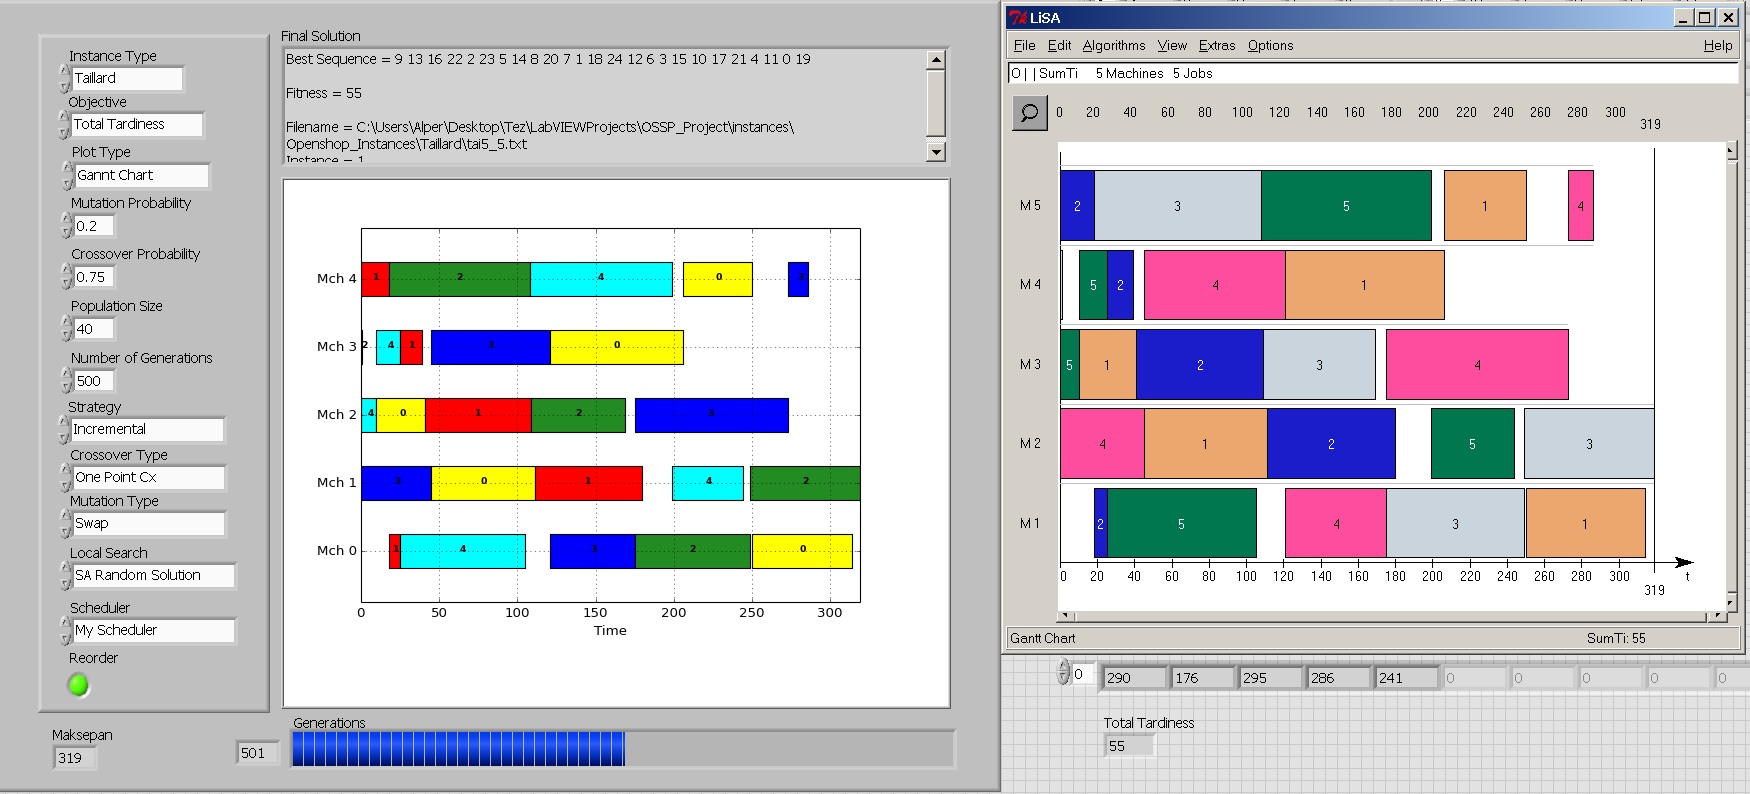 Instance Type
Taillard
Objective
Total Tardiness
Plot Type
Gannt Chart
Mutation Probability
0.2
Crossover Probability
0.75
Population Size
40
Number of Generations
500
Strategy
Incremental
Crossover Type
One Point Cx
Mutation Type
Swap
Local Search
SA Random Solution
Scheduler
My Scheduler
Reorder
Maksepan
319
501
Final Solution
Best Sequence = 9 13 16 22 2 23 5 14 8 20 7 1 18 24 12 6 3 15 10 17 21 4 11 0 19
Fitness = 55
Filename = C:\Users\Alper\Desktop\Tez\LabVIEWProjects\OSSP_Project\instances\
Openshop_Instances\Taillard\tai5_5.txt
Instance = 1
Mch 4 1 2 4 0 3
Mch 3 2 4 1 3 0
Mch 2 4 0 1 2 3
Mch 1 3 0 1 4 2
Mch 0 1 4 3 2 0
0 50 100 150 200 250 300
Time
Generations
LiSA
File Edit Algorithms View Extras Options Help
O | | SumTi 5 Machines 5 Jobs
0 20 40 60 80 100 120 140 160 180 200 220 240 260 280 300
319
M 5 2 3 5 1 4
M 4 5 2 4 1
M 3 5 1 2 3 4
M 2 4 1 2 5 3
M 1 2 5 4 3 1
0 20 40 60 80 100 120 140 160 180 200 220 240 260 280 300 t
319
Gantt Chart SumTi: 55
0 290 176 295 286 241 0 0 0 0 0
Total Tardiness
55